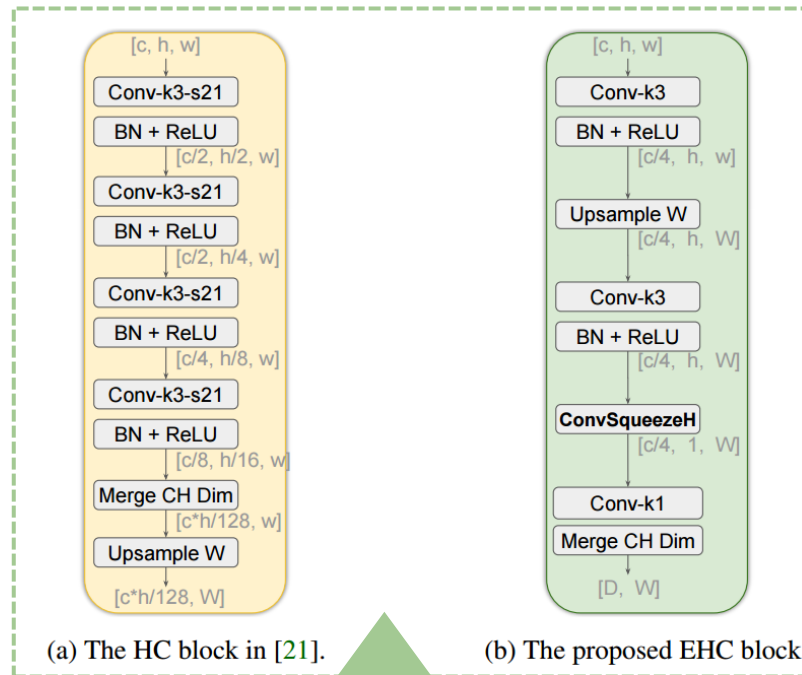 [c, h, w]
Conv-k3-s21
BN + ReLU
[c/2, h/2, w]
Conv-k3-s21
BN + ReLU
[c/2, h/4, w]
Conv-k3-s21
BN + ReLU
[c/4, h/8, w]
Conv-k3-s21
BN + ReLU
[c/8, h/16, w]
Merge CH Dim
[c*h/128, w]
Upsample W
[c*h/128, W]
(a) The HC block in [21].
[c, h, w]
Conv-k3
BN + ReLU
[c/4, h, w]
Upsample W
[c/4, h, W]
Conv-k3
BN + ReLU
[c/4, h, W]
ConvSqueezeH
[c/4, 1, W]
Conv-k1
Merge CH Dim
[D, W]
(b) The proposed EHC block